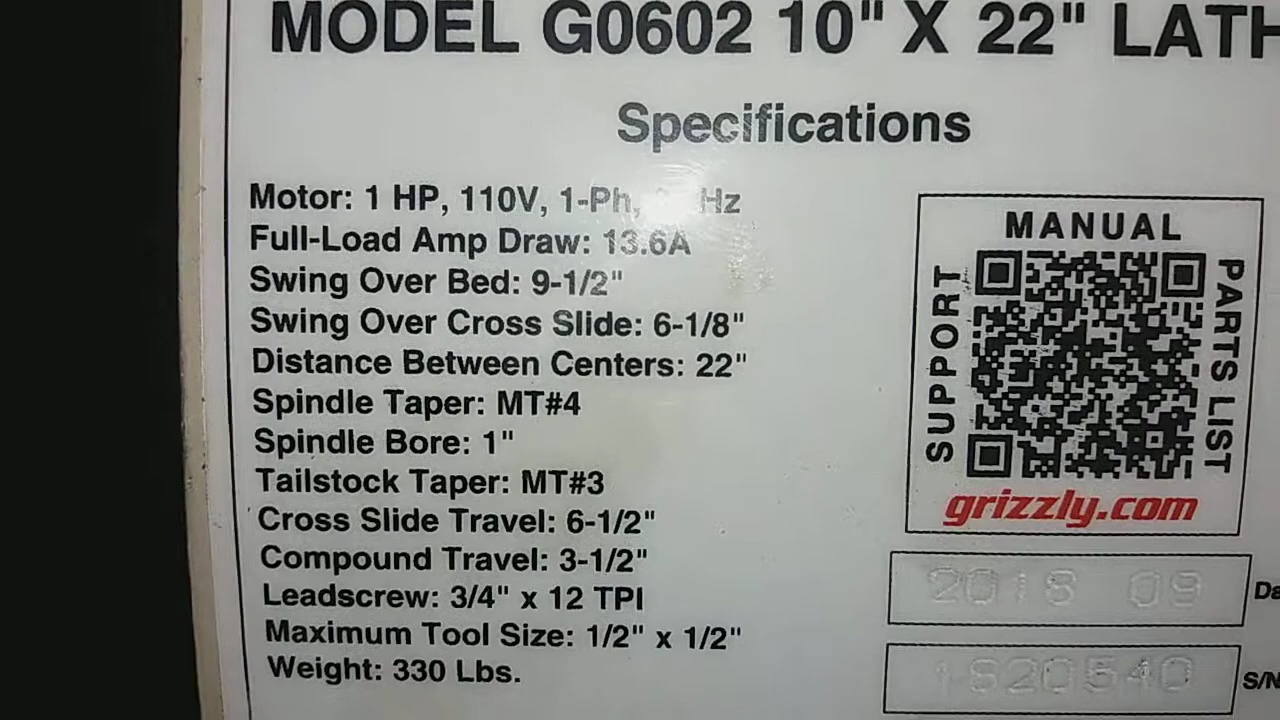 MODEL G0602 10" X 22" LATH
Specifications
Motor: 1 HP, 110V, 1-Ph, Hz
Full-Load Amp Draw: 13.6A
Swing Over Bed: 9-1/2"
Swing Over Cross Slide: 6-1/8"
Distance Between Centers: 22"
Spindle Taper: MT#4
Spindle Bore: 1"
Tailstock Taper: MT#3
Cross Slide Travel: 6-1/2"
Compound Travel: 3-1/2"
Leadscrew: 3/4" x 12 TPI
Maximum Tool Size: 1/2" x 1/2"
Weight: 330 Lbs.
MANUAL
SUPPORT
PARTS LIST
grizzly.com
2018 09 Da
S/N